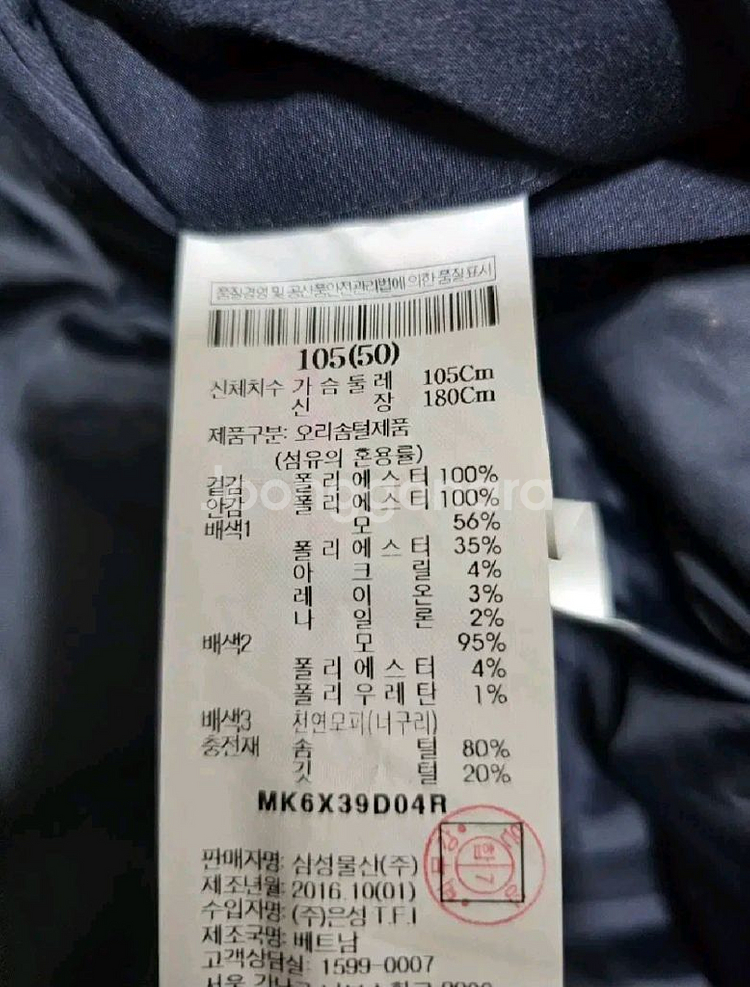 품질경영 및 공산품안전관리법에 의한 품질표시
105(50)
신체치수 가 슴 둘 레 105Cm
신 장 180Cm
제품구분: 오리솜털제품
(섬유의 혼용률)
겉감 폴 리 에 스 터 100%
안감 폴 리 에 스 터 100%
배색1 모 56%
폴 리 에 스 터 35%
아 크 릴 4%
레 이 온 3%
나 일 론 2%
배색2 모 95%
폴 리 에 스 터 4%
폴 리 우 레 탄 1%
배색3 천연모피(너구리)
충전재 솜 털 80%
깃 털 20%
MK6X39D04R
판매자명: 삼성물산(주)
제조년월: 2016.10(01)
수입자명: (주)은성 T.F.I
제조국명: 베트남
고객상담실: 1599-0007